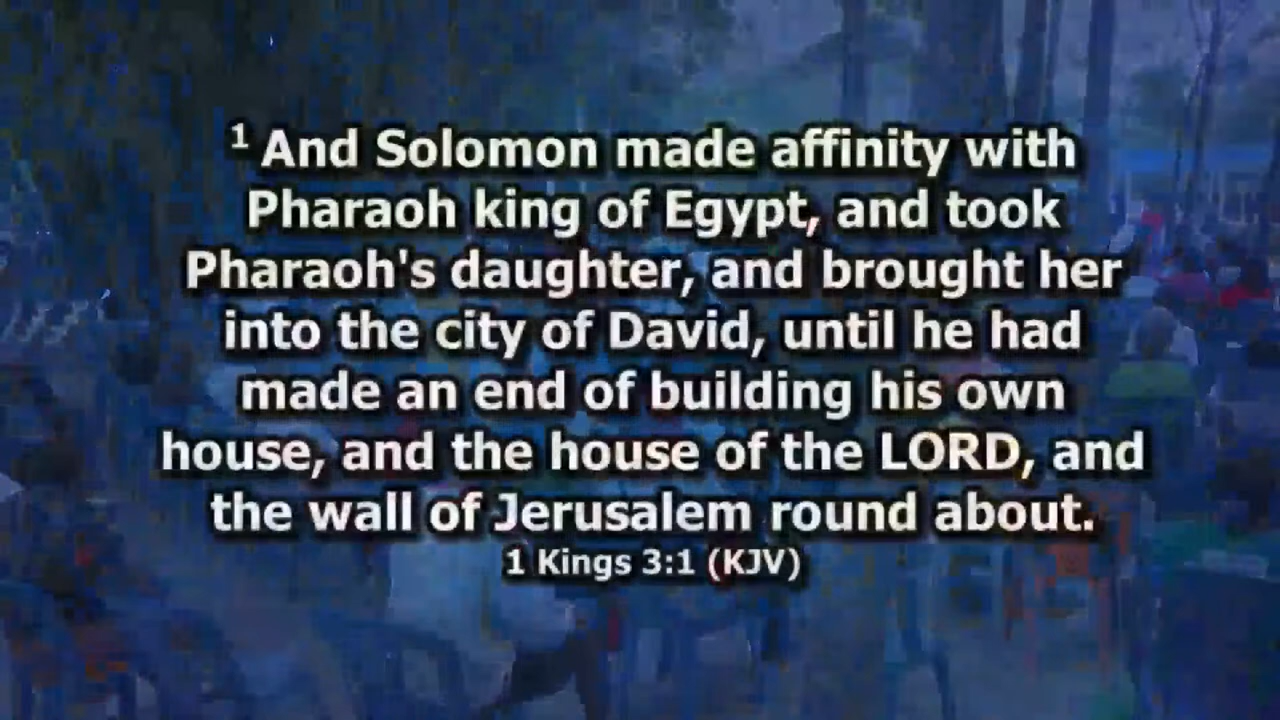 1 And Solomon made affinity with
Pharaoh king of Egypt, and took
Pharaoh's daughter, and brought her
into the city of David, until he had
made an end of building his own
house, and the house of the LORD, and
the wall of Jerusalem round about.
1 Kings 3:1 (KJV)